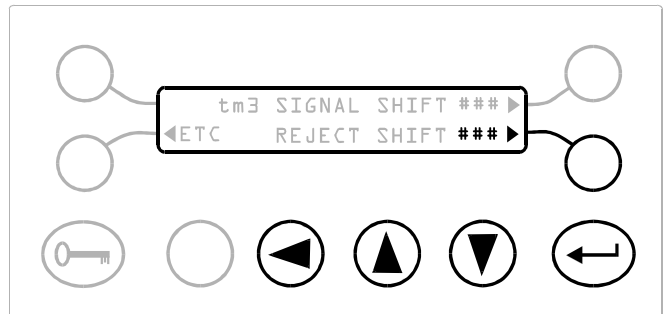 tm3 SIGNAL SHIFT ### ▶
◀ETC REJECT SHIFT ### ▶